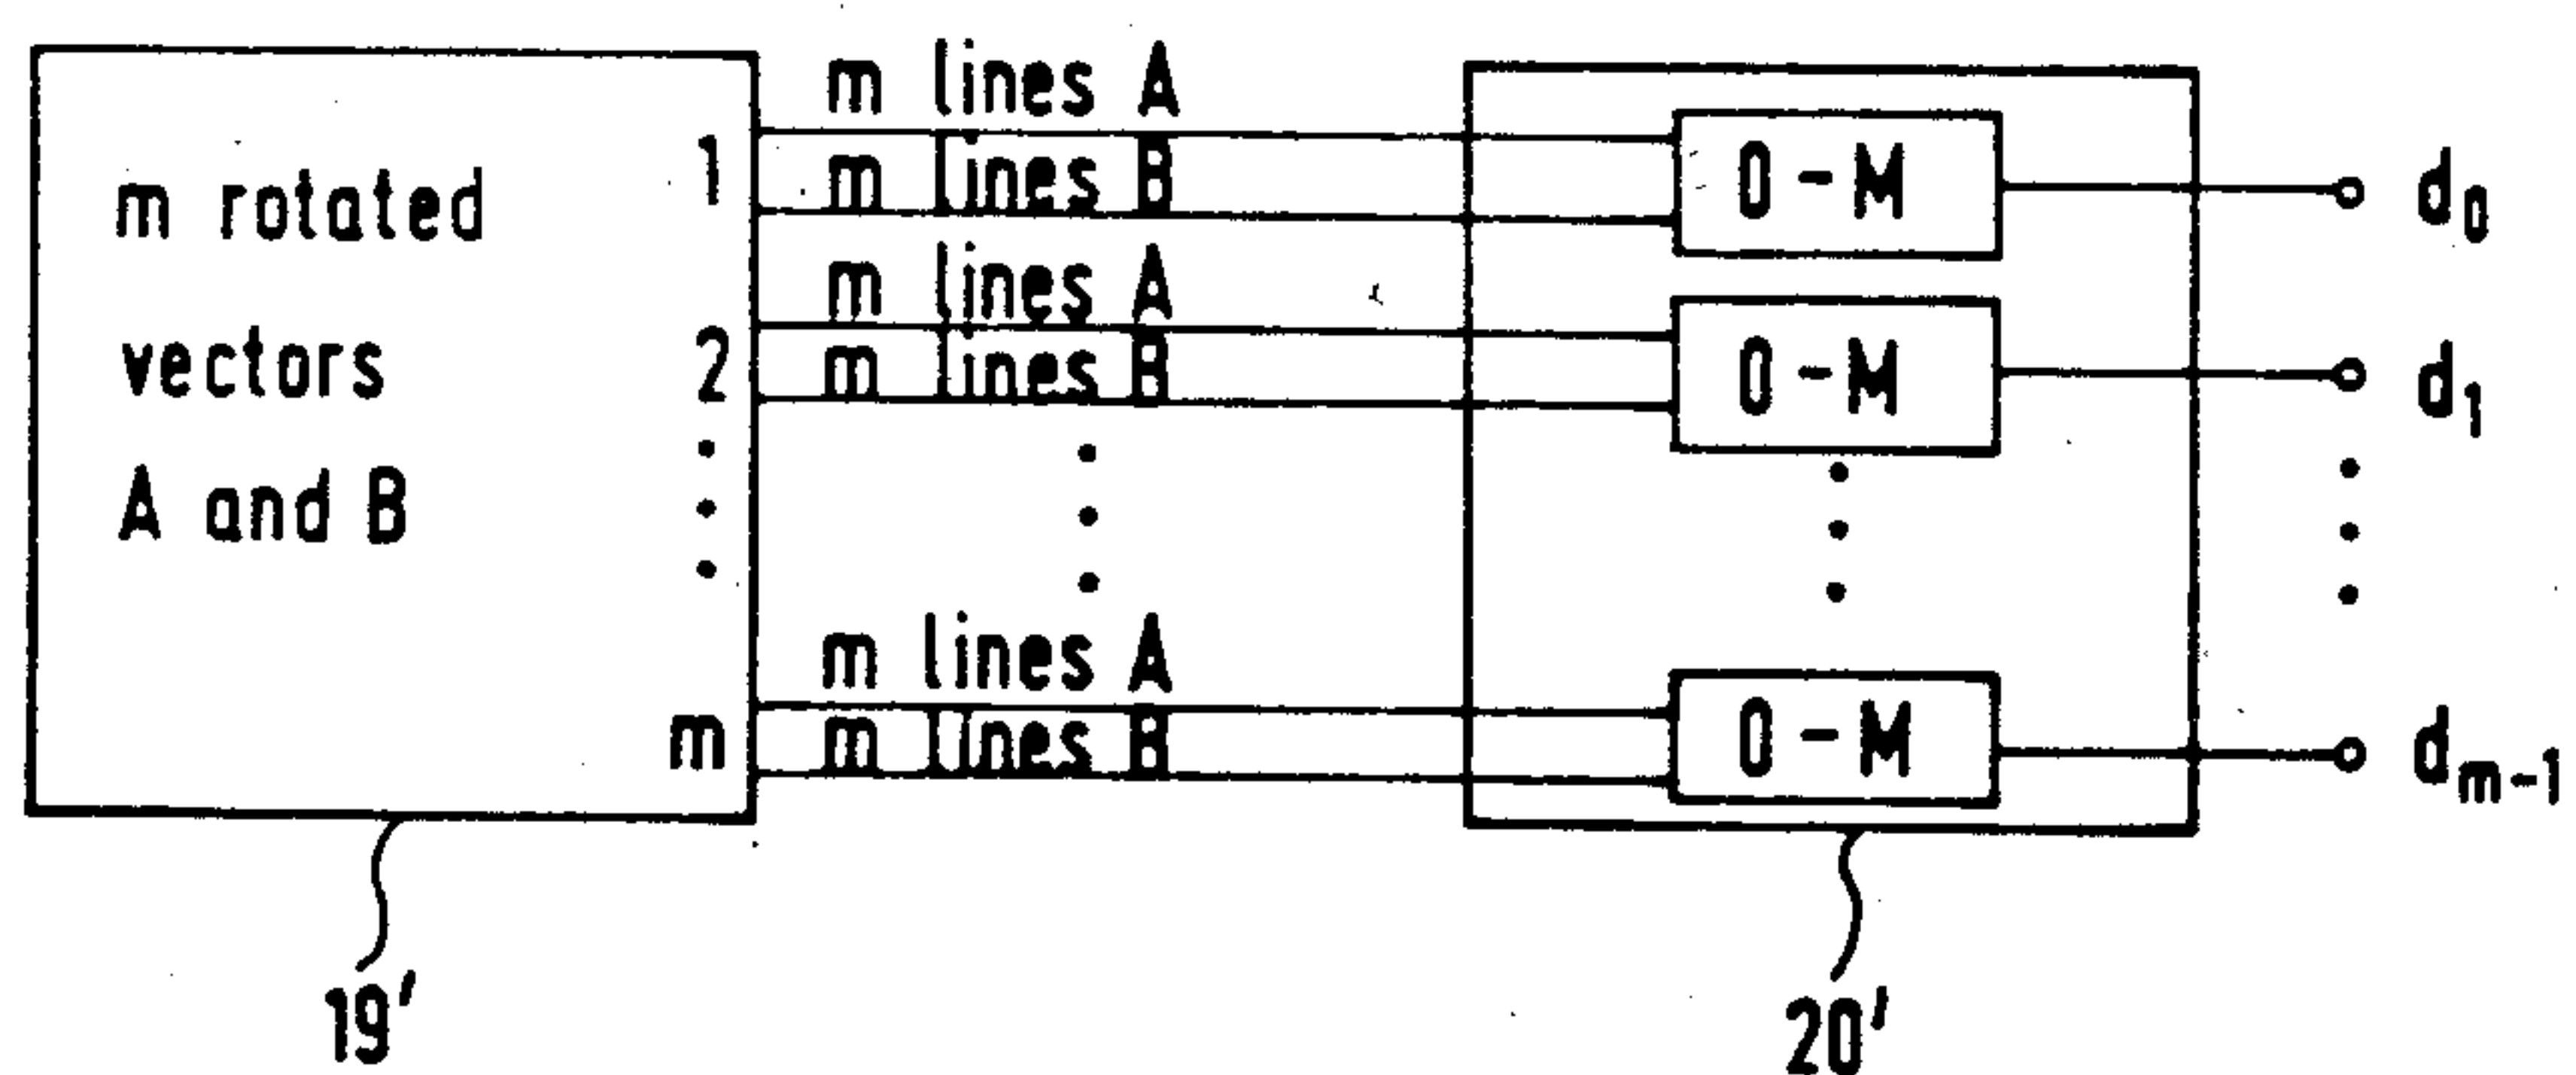 m rotated
vectors
A and B
1
2
m
m lines A
m lines B
m lines A
m lines B
m lines A
m lines B
0-M
0-M
0-M
d0
d1
dm-1
19'
20'